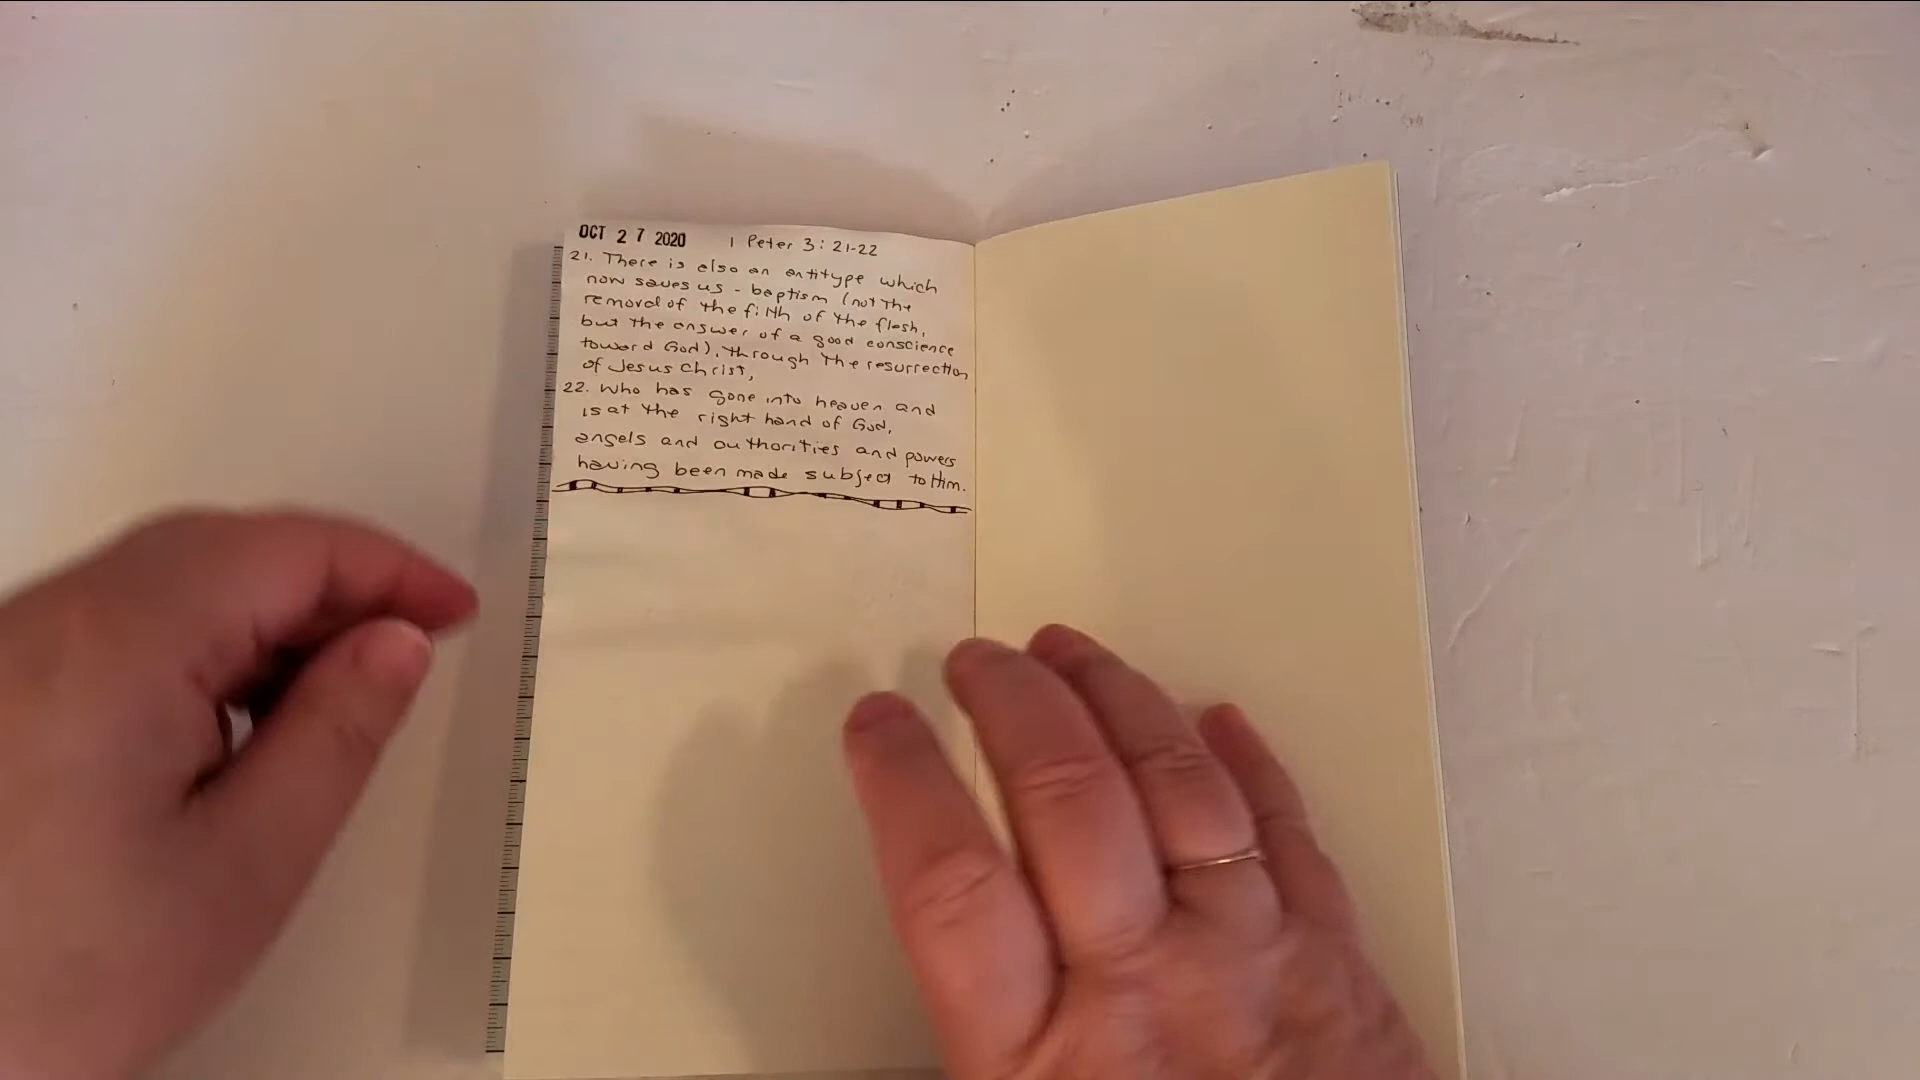 OCT 27 2020 1 Peter 3:21-22
21. There is also an antitype which
now saves us - baptism (not the
removal of the filth of the flesh,
but the answer of a good conscience
toward God), through the resurrection
of Jesus Christ,
22. Who has gone into heaven and
is at the right hand of God,
angels and authorities and powers
having been made subject to Him.